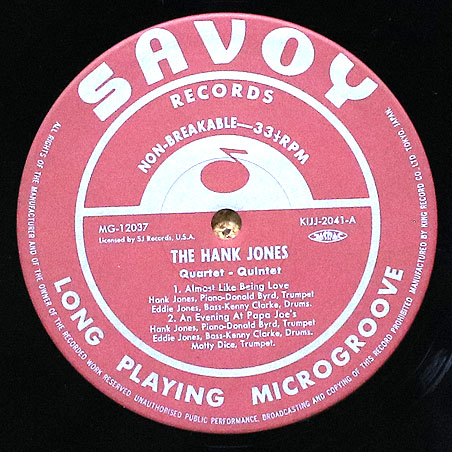 SAVOY
RECORDS
NON-BREAKABLE—33⅓RPM
MG-12037
Licensed by SJ Records, U.S.A.
KIJJ-2041-A
JASRAC
THE HANK JONES
Quartet - Quintet
1. Almost Like Being Love
Hank Jones, Piano-Donald Byrd, Trumpet
Eddie Jones, Bass-Kenny Clarke, Drums.
2. An Evening At Papa Joe's
Hank Jones, Piano-Donald Byrd, Trumpet
Eddie Jones, Bass-Kenny Clarke, Drums
Matty Dice, Trumpet.
LONG PLAYING MICROGROOVE
ALL RIGHTS OF THE MANUFACTURER AND OF THE OWNER OF THE RECORDED WORK RESERVED. UNAUTHORISED PUBLIC PERFORMANCE, BROADCASTING AND COPYING OF THIS RECORD PROHIBITED. MANUFACTURED BY KING RECORD CO., LTD. TOKYO, JAPAN.